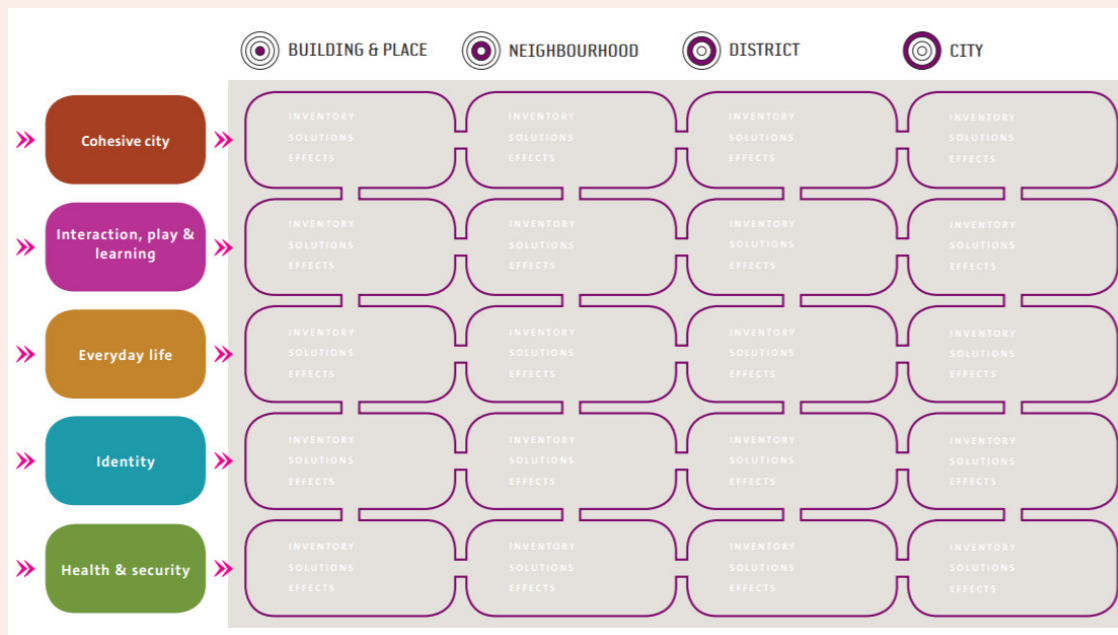 BUILDING & PLACE
NEIGHBOURHOOD
DISTRICT
CITY
Cohesive city
INVENTORY
SOLUTIONS
EFFECTS
INVENTORY
SOLUTIONS
EFFECTS
INVENTORY
SOLUTIONS
EFFECTS
INVENTORY
SOLUTIONS
EFFECTS
Interaction, play &
learning
INVENTORY
SOLUTIONS
EFFECTS
INVENTORY
SOLUTIONS
EFFECTS
INVENTORY
SOLUTIONS
EFFECTS
INVENTORY
SOLUTIONS
EFFECTS
Everyday life
INVENTORY
SOLUTIONS
EFFECTS
INVENTORY
SOLUTIONS
EFFECTS
INVENTORY
SOLUTIONS
EFFECTS
INVENTORY
SOLUTIONS
EFFECTS
Identity
INVENTORY
SOLUTIONS
EFFECTS
INVENTORY
SOLUTIONS
EFFECTS
INVENTORY
SOLUTIONS
EFFECTS
INVENTORY
SOLUTIONS
EFFECTS
Health & security
INVENTORY
SOLUTIONS
EFFECTS
INVENTORY
SOLUTIONS
EFFECTS
INVENTORY
SOLUTIONS
EFFECTS
INVENTORY
SOLUTIONS
EFFECTS